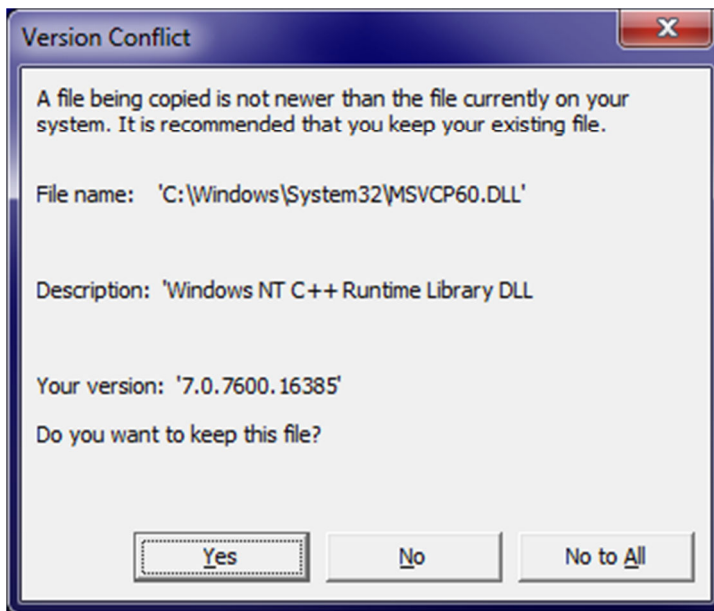 Version Conflict
A file being copied is not newer than the file currently on your
system. It is recommended that you keep your existing file.
File name: 'C:\Windows\System32\MSVCP60.DLL'
Description: 'Windows NT C++ Runtime Library DLL
Your version: '7.0.7600.16385'
Do you want to keep this file?
Yes No No to All